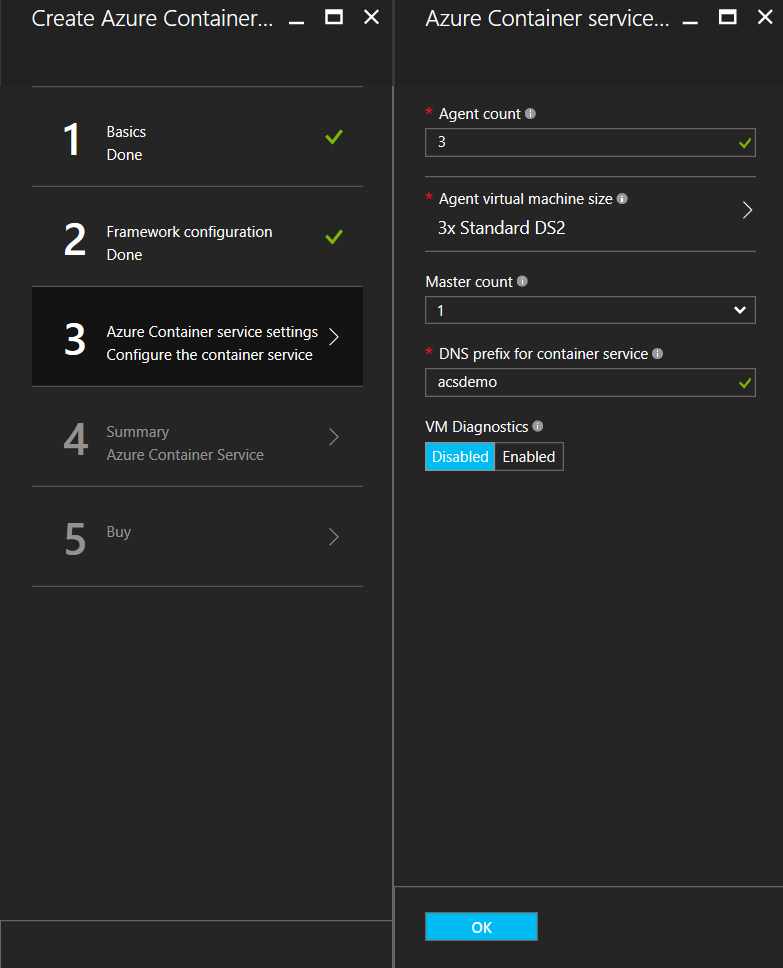 Create Azure Container...
1
Basics
Done
2
Framework configuration
Done
3
Azure Container service settings
Configure the container service
4
Summary
Azure Container Service
5
Buy
Azure Container service...
* Agent count
3
* Agent virtual machine size
3x Standard DS2
Master count
1
* DNS prefix for container service
acsdemo
VM Diagnostics
Disabled Enabled
OK